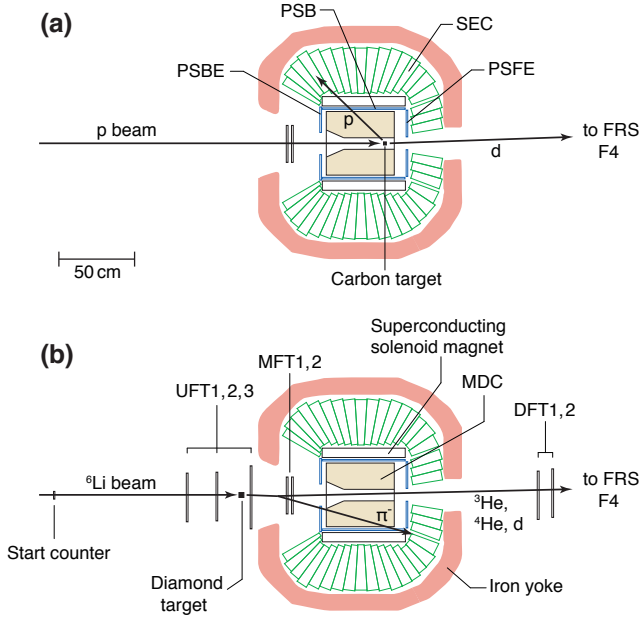 (a)
PSB
SEC
PSBE
PSFE
p beam
p
d
to FRS
F4
50 cm
Carbon target
(b)
Superconducting
solenoid magnet
MFT1, 2
MDC
UFT1, 2, 3
DFT1, 2
⁶Li beam
to FRS
F4
π⁻
³He,
⁴He, d
Start counter
Diamond
target
Iron yoke